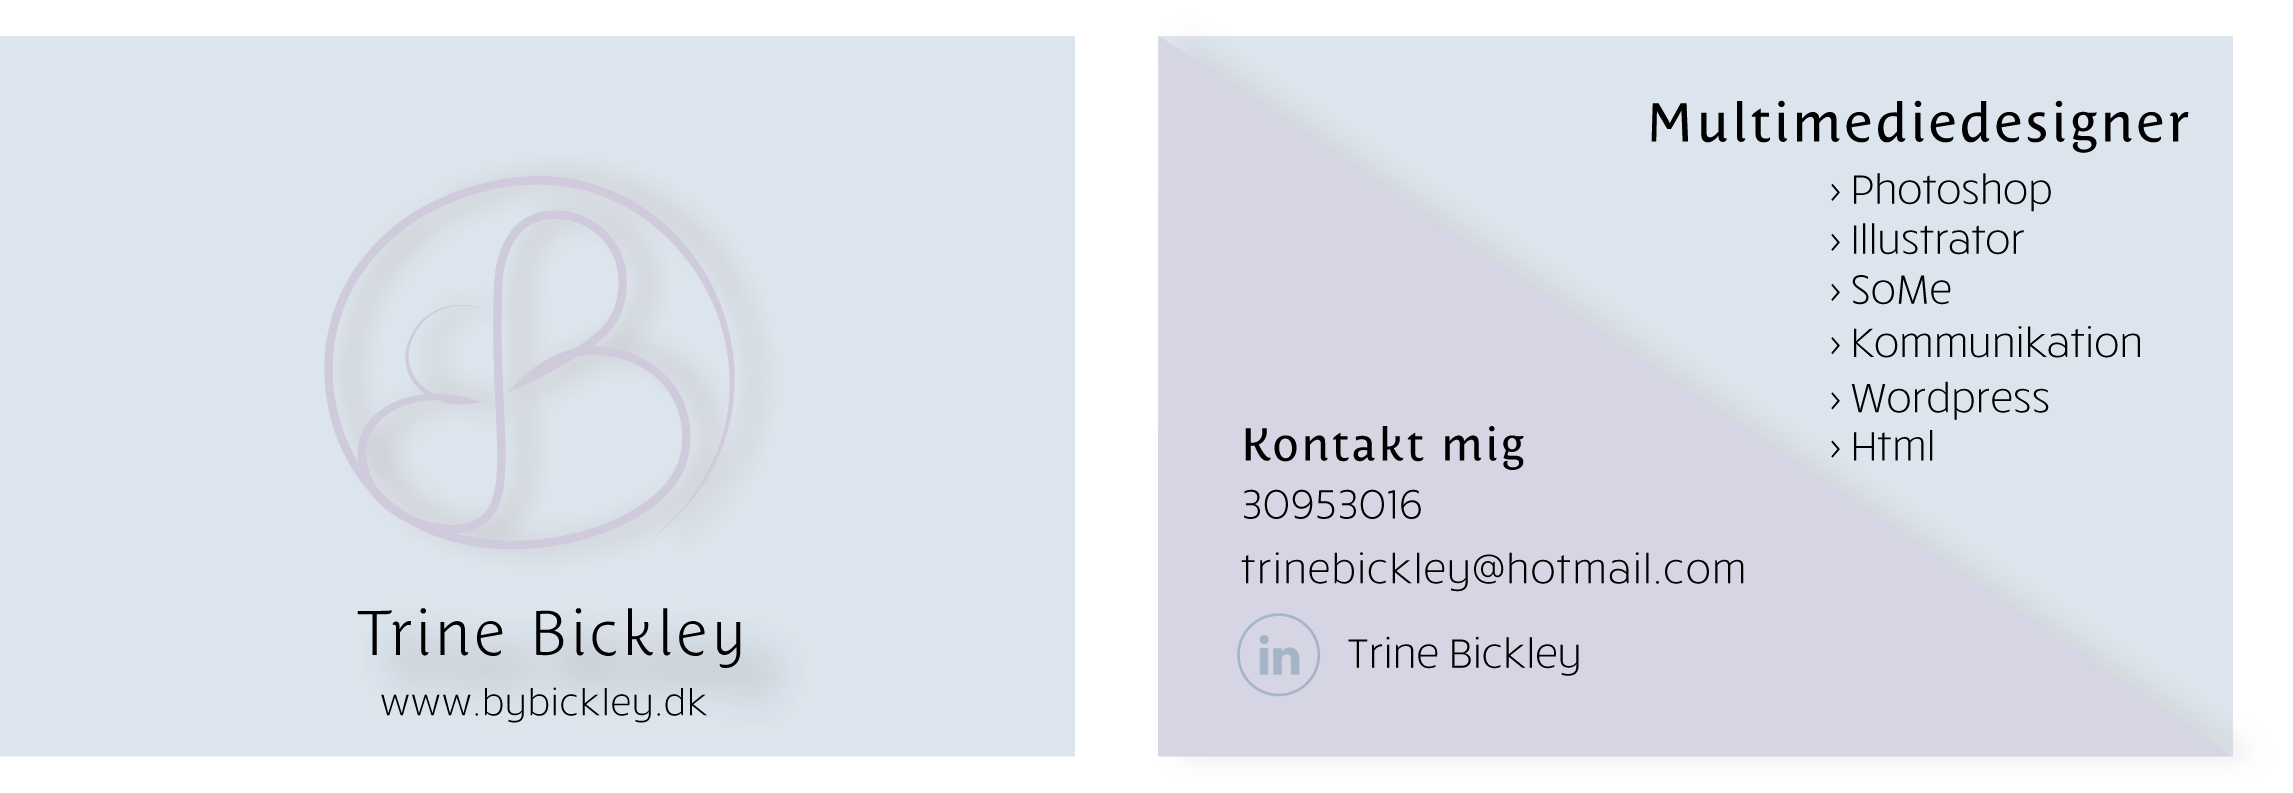 Trine Bickley
www.bybickley.dk
Multimediedesigner
› Photoshop
› Illustrator
› SoMe
› Kommunikation
› Wordpress
› Html
Kontakt mig
30953016
trinebickley@hotmail.com
in Trine Bickley